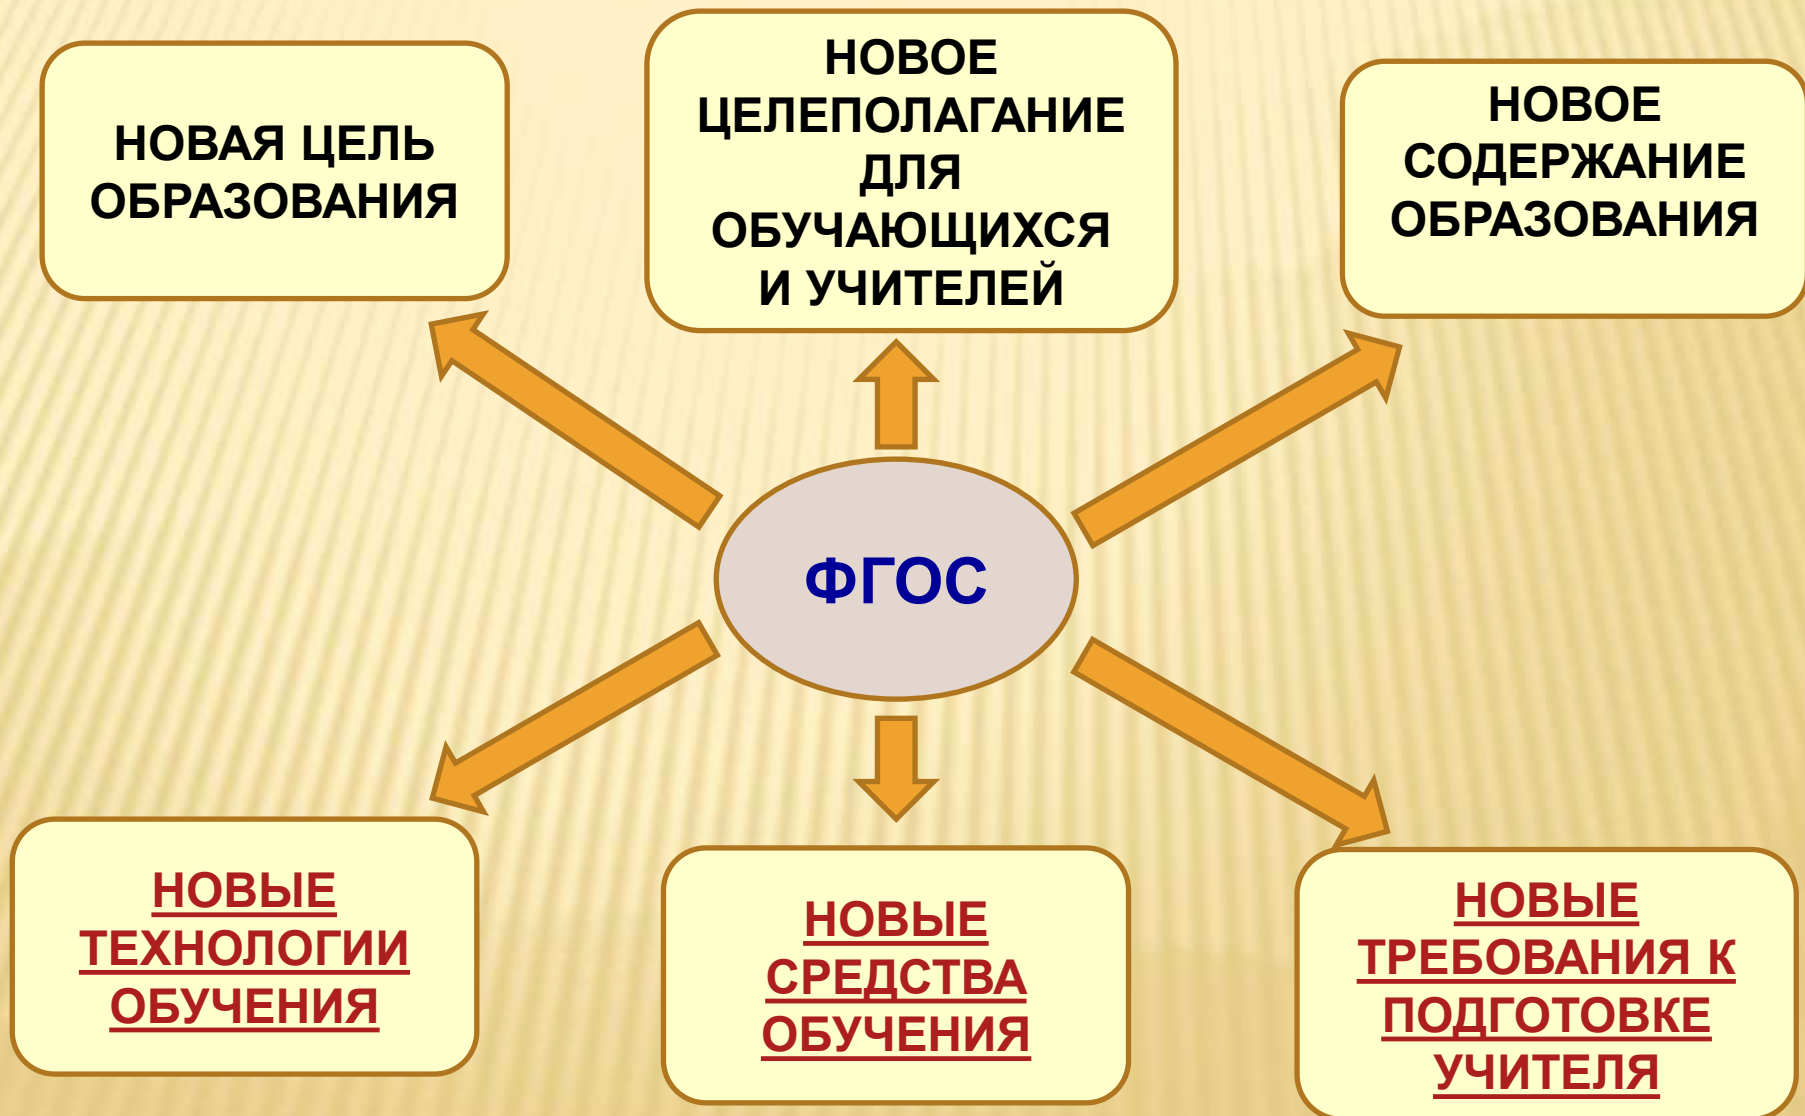 НОВАЯ ЦЕЛЬ
ОБРАЗОВАНИЯ
НОВОЕ
ЦЕЛЕПОЛАГАНИЕ
ДЛЯ
ОБУЧАЮЩИХСЯ
И УЧИТЕЛЕЙ
НОВОЕ
СОДЕРЖАНИЕ
ОБРАЗОВАНИЯ
ФГОС
НОВЫЕ
ТЕХНОЛОГИИ
ОБУЧЕНИЯ
НОВЫЕ
СРЕДСТВА
ОБУЧЕНИЯ
НОВЫЕ
ТРЕБОВАНИЯ К
ПОДГОТОВКЕ
УЧИТЕЛЯ